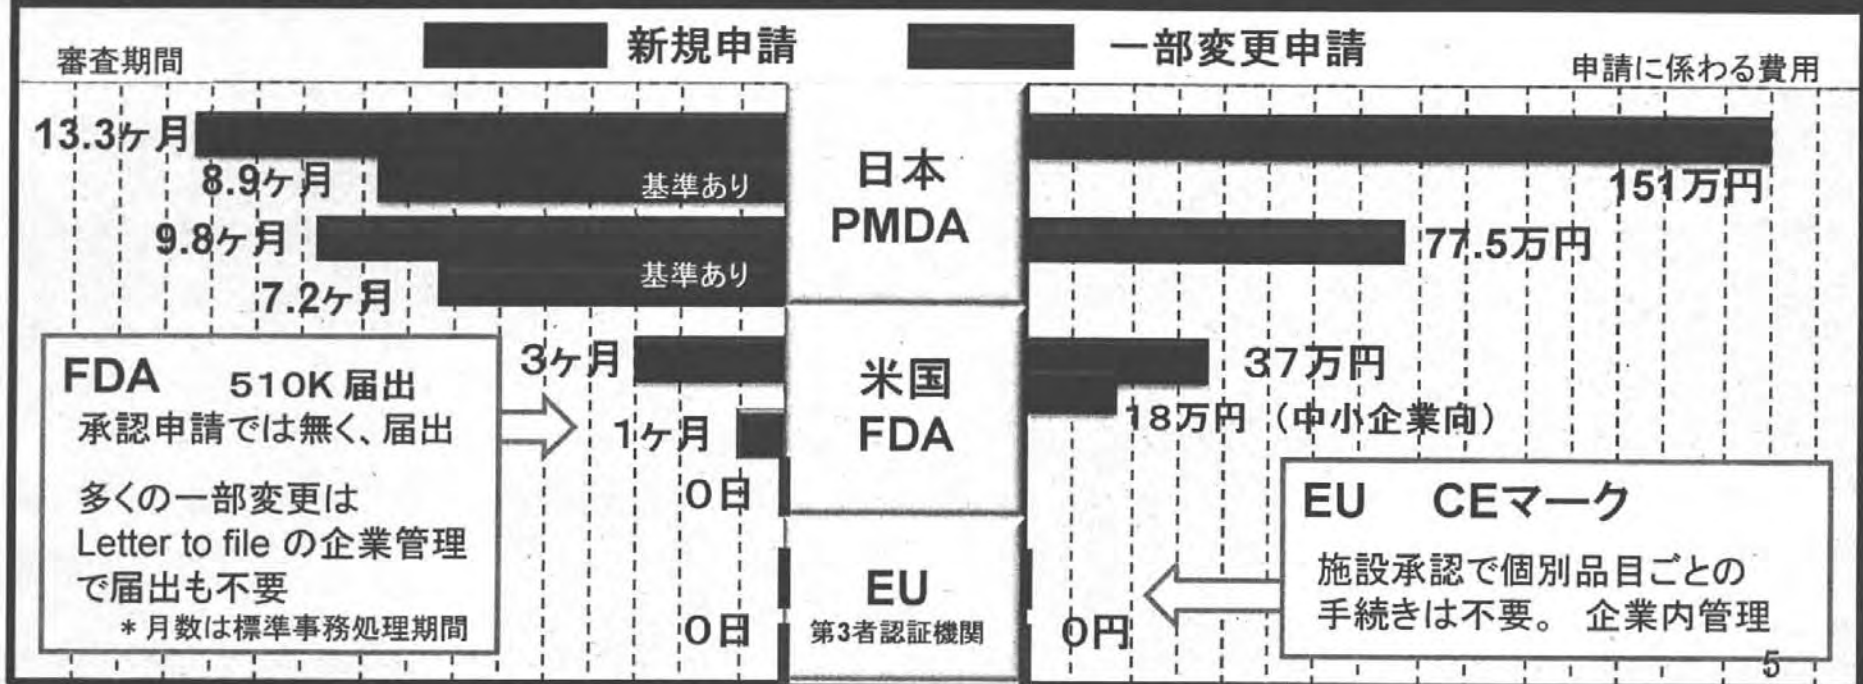 新規申請
一部変更申請
審査期間
申請に係わる費用
13.3ケ月
8.9ケ月
基準あり
9.8ケ月
基準あり
7.2ケ月
日本
PMDA
151万円
77.5万円
FDA 510K 届出
承認申請では無く、届出
多くの一部変更は
Letter to file の企業管理
で届出も不要
*月数は標準事務処理期間
3ケ月
1ケ月
0日
米国
FDA
37万円
18万円 (中小企業向)
0日
EU
第3者認証機関
0円
EU CEマーク
施設承認で個別品目ごとの
手続きは不要。 企業内管理
5